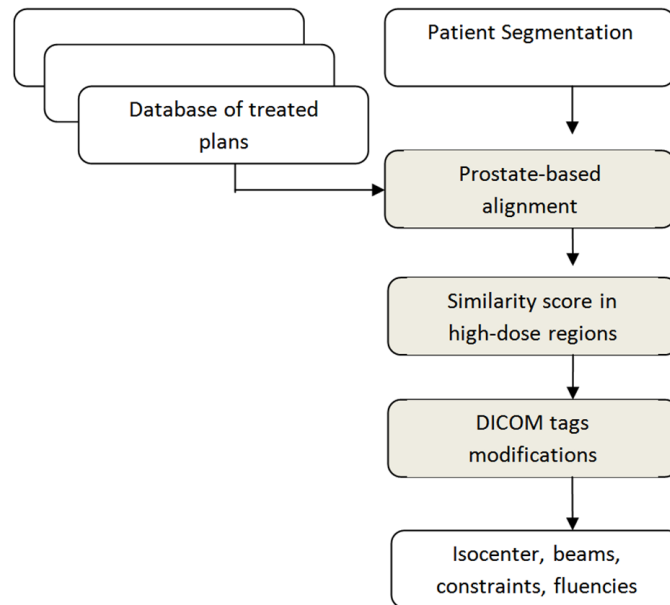 Patient Segmentation
Database of treated
plans
Prostate-based
alignment
Similarity score in
high-dose regions
DICOM tags
modifications
Isocenter, beams,
constraints, fluencies